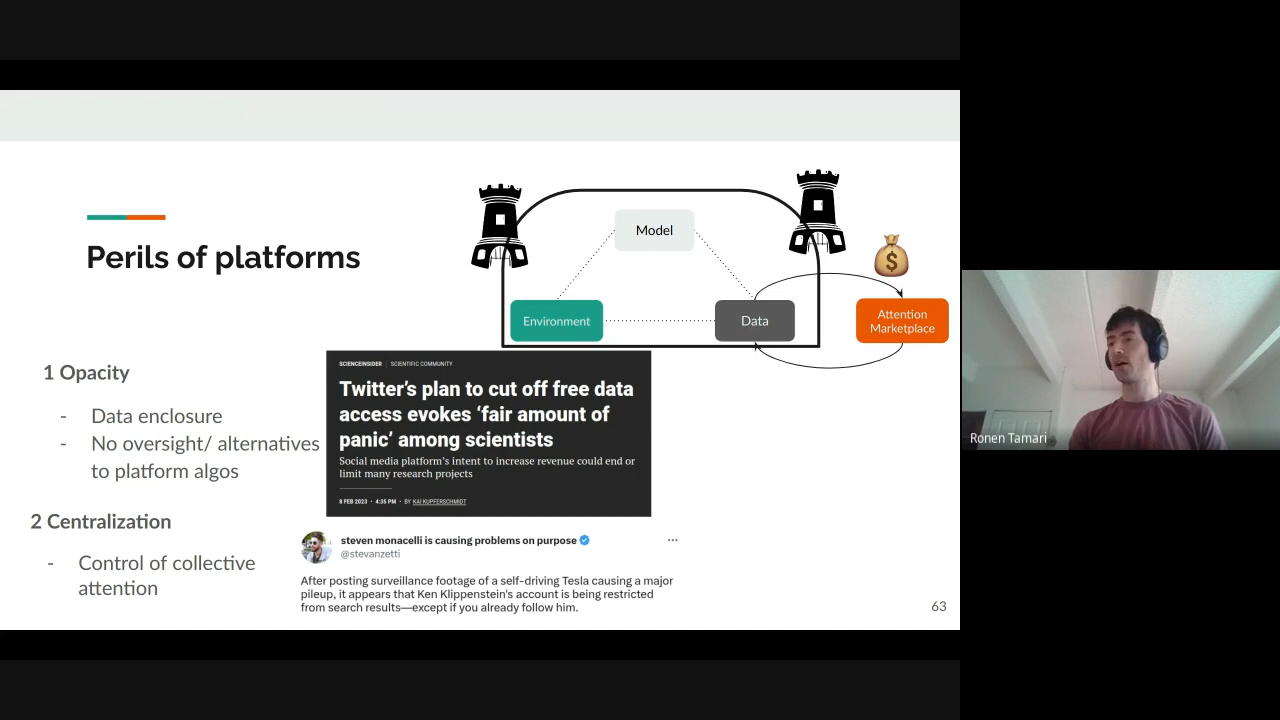 Perils of platforms
Model
Environment
Data
Attention
Marketplace
$
1 Opacity
- Data enclosure
- No oversight/ alternatives
to platform algos
2 Centralization
- Control of collective
attention
SCIENCEINSIDER | SCIENTIFIC COMMUNITY
Twitter's plan to cut off free data
access evokes ‘fair amount of
panic’ among scientists
Social media platform's intent to increase revenue could end or
limit many research projects
8 FEB 2023 • 4:35 PM • BY KAI KUPFERSCHMIDT
steven monacelli is causing problems on purpose
@stevanzetti
After posting surveillance footage of a self-driving Tesla causing a major
pileup, it appears that Ken Klippenstein's account is being restricted
from search results—except if you already follow him.
63
Ronen Tamari